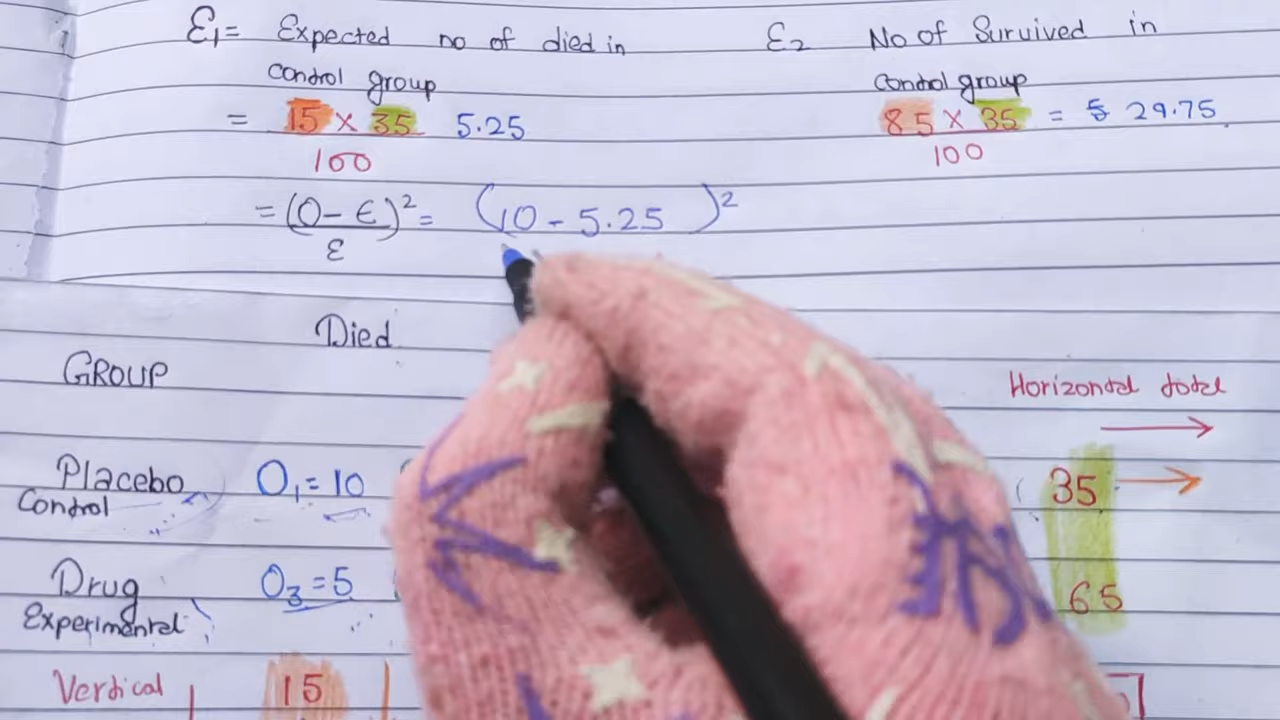 ℰ1= Expected no of died in
control group
= 15 x 35 5.25
100
ℰ2 No of Survived in
control group
85 x 35 = 29.75
100
= (O - ϵ)² = (10 - 5.25 )²
ε
Died
GROUP
Horizontal total
Placebo O1 = 10 35
Control
Drug O3 = 5 65
Experimental
Vertical 15